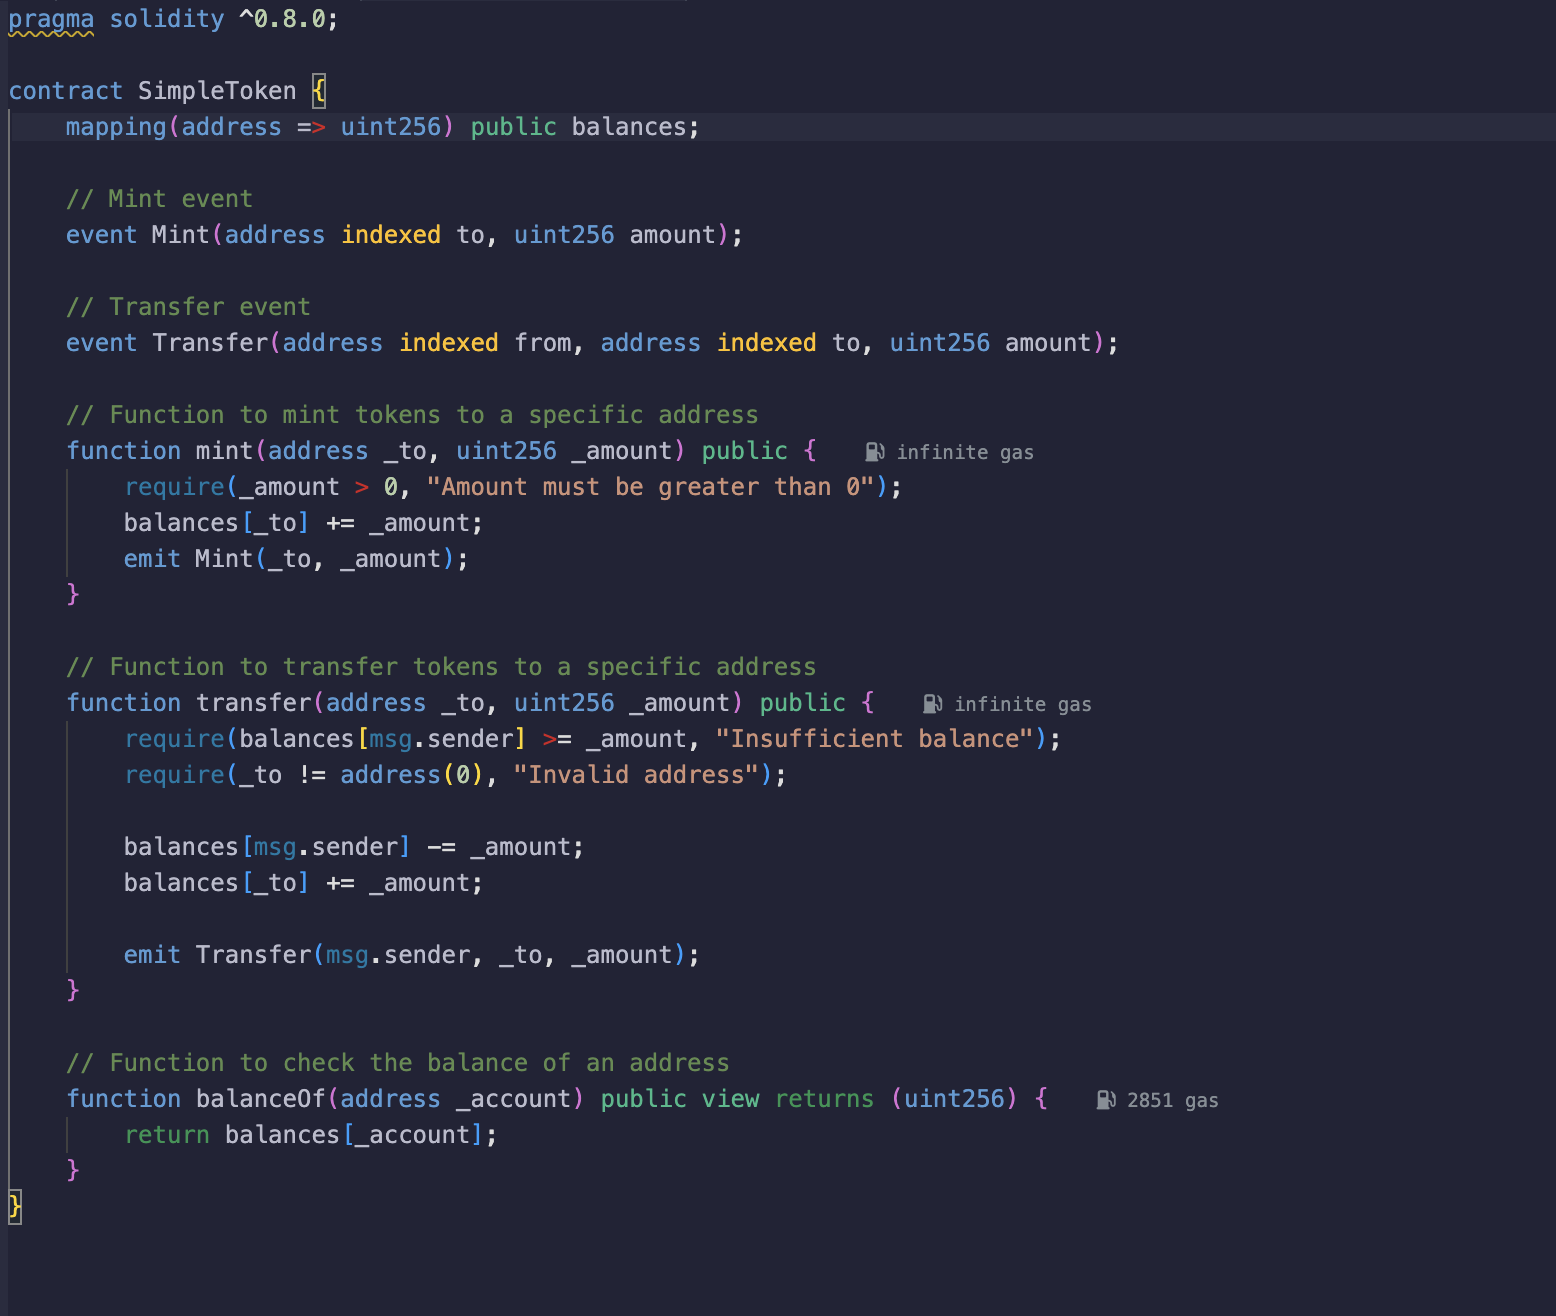 pragma solidity ^0.8.0;
contract SimpleToken {
mapping(address => uint256) public balances;
// Mint event
event Mint(address indexed to, uint256 amount);
// Transfer event
event Transfer(address indexed from, address indexed to, uint256 amount);
// Function to mint tokens to a specific address
function mint(address _to, uint256 _amount) public { infinite gas
require(_amount > 0, "Amount must be greater than 0");
balances[_to] += _amount;
emit Mint(_to, _amount);
}
// Function to transfer tokens to a specific address
function transfer(address _to, uint256 _amount) public { infinite gas
require(balances[msg.sender] >= _amount, "Insufficient balance");
require(_to != address(0), "Invalid address");
balances[msg.sender] -= _amount;
balances[_to] += _amount;
emit Transfer(msg.sender, _to, _amount);
}
// Function to check the balance of an address
function balanceOf(address _account) public view returns (uint256) { 2851 gas
return balances[_account];
}
}